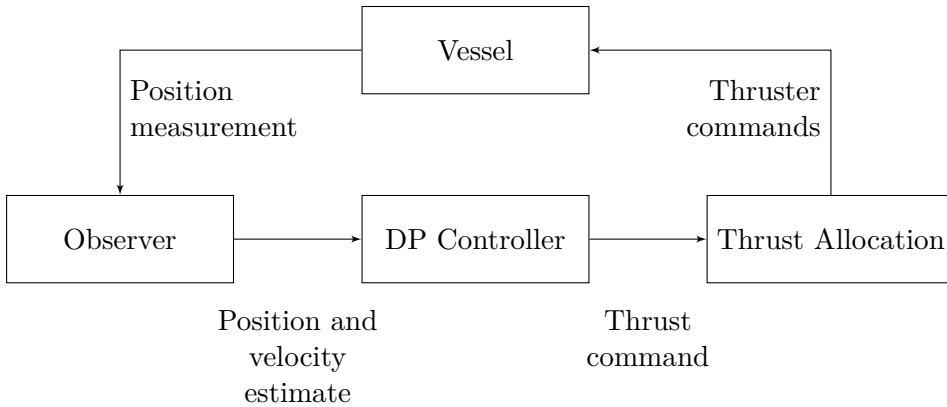 Vessel
Position
measurement
Thruster
commands
Observer
DP Controller
Thrust Allocation
Position and
velocity
estimate
Thrust
command